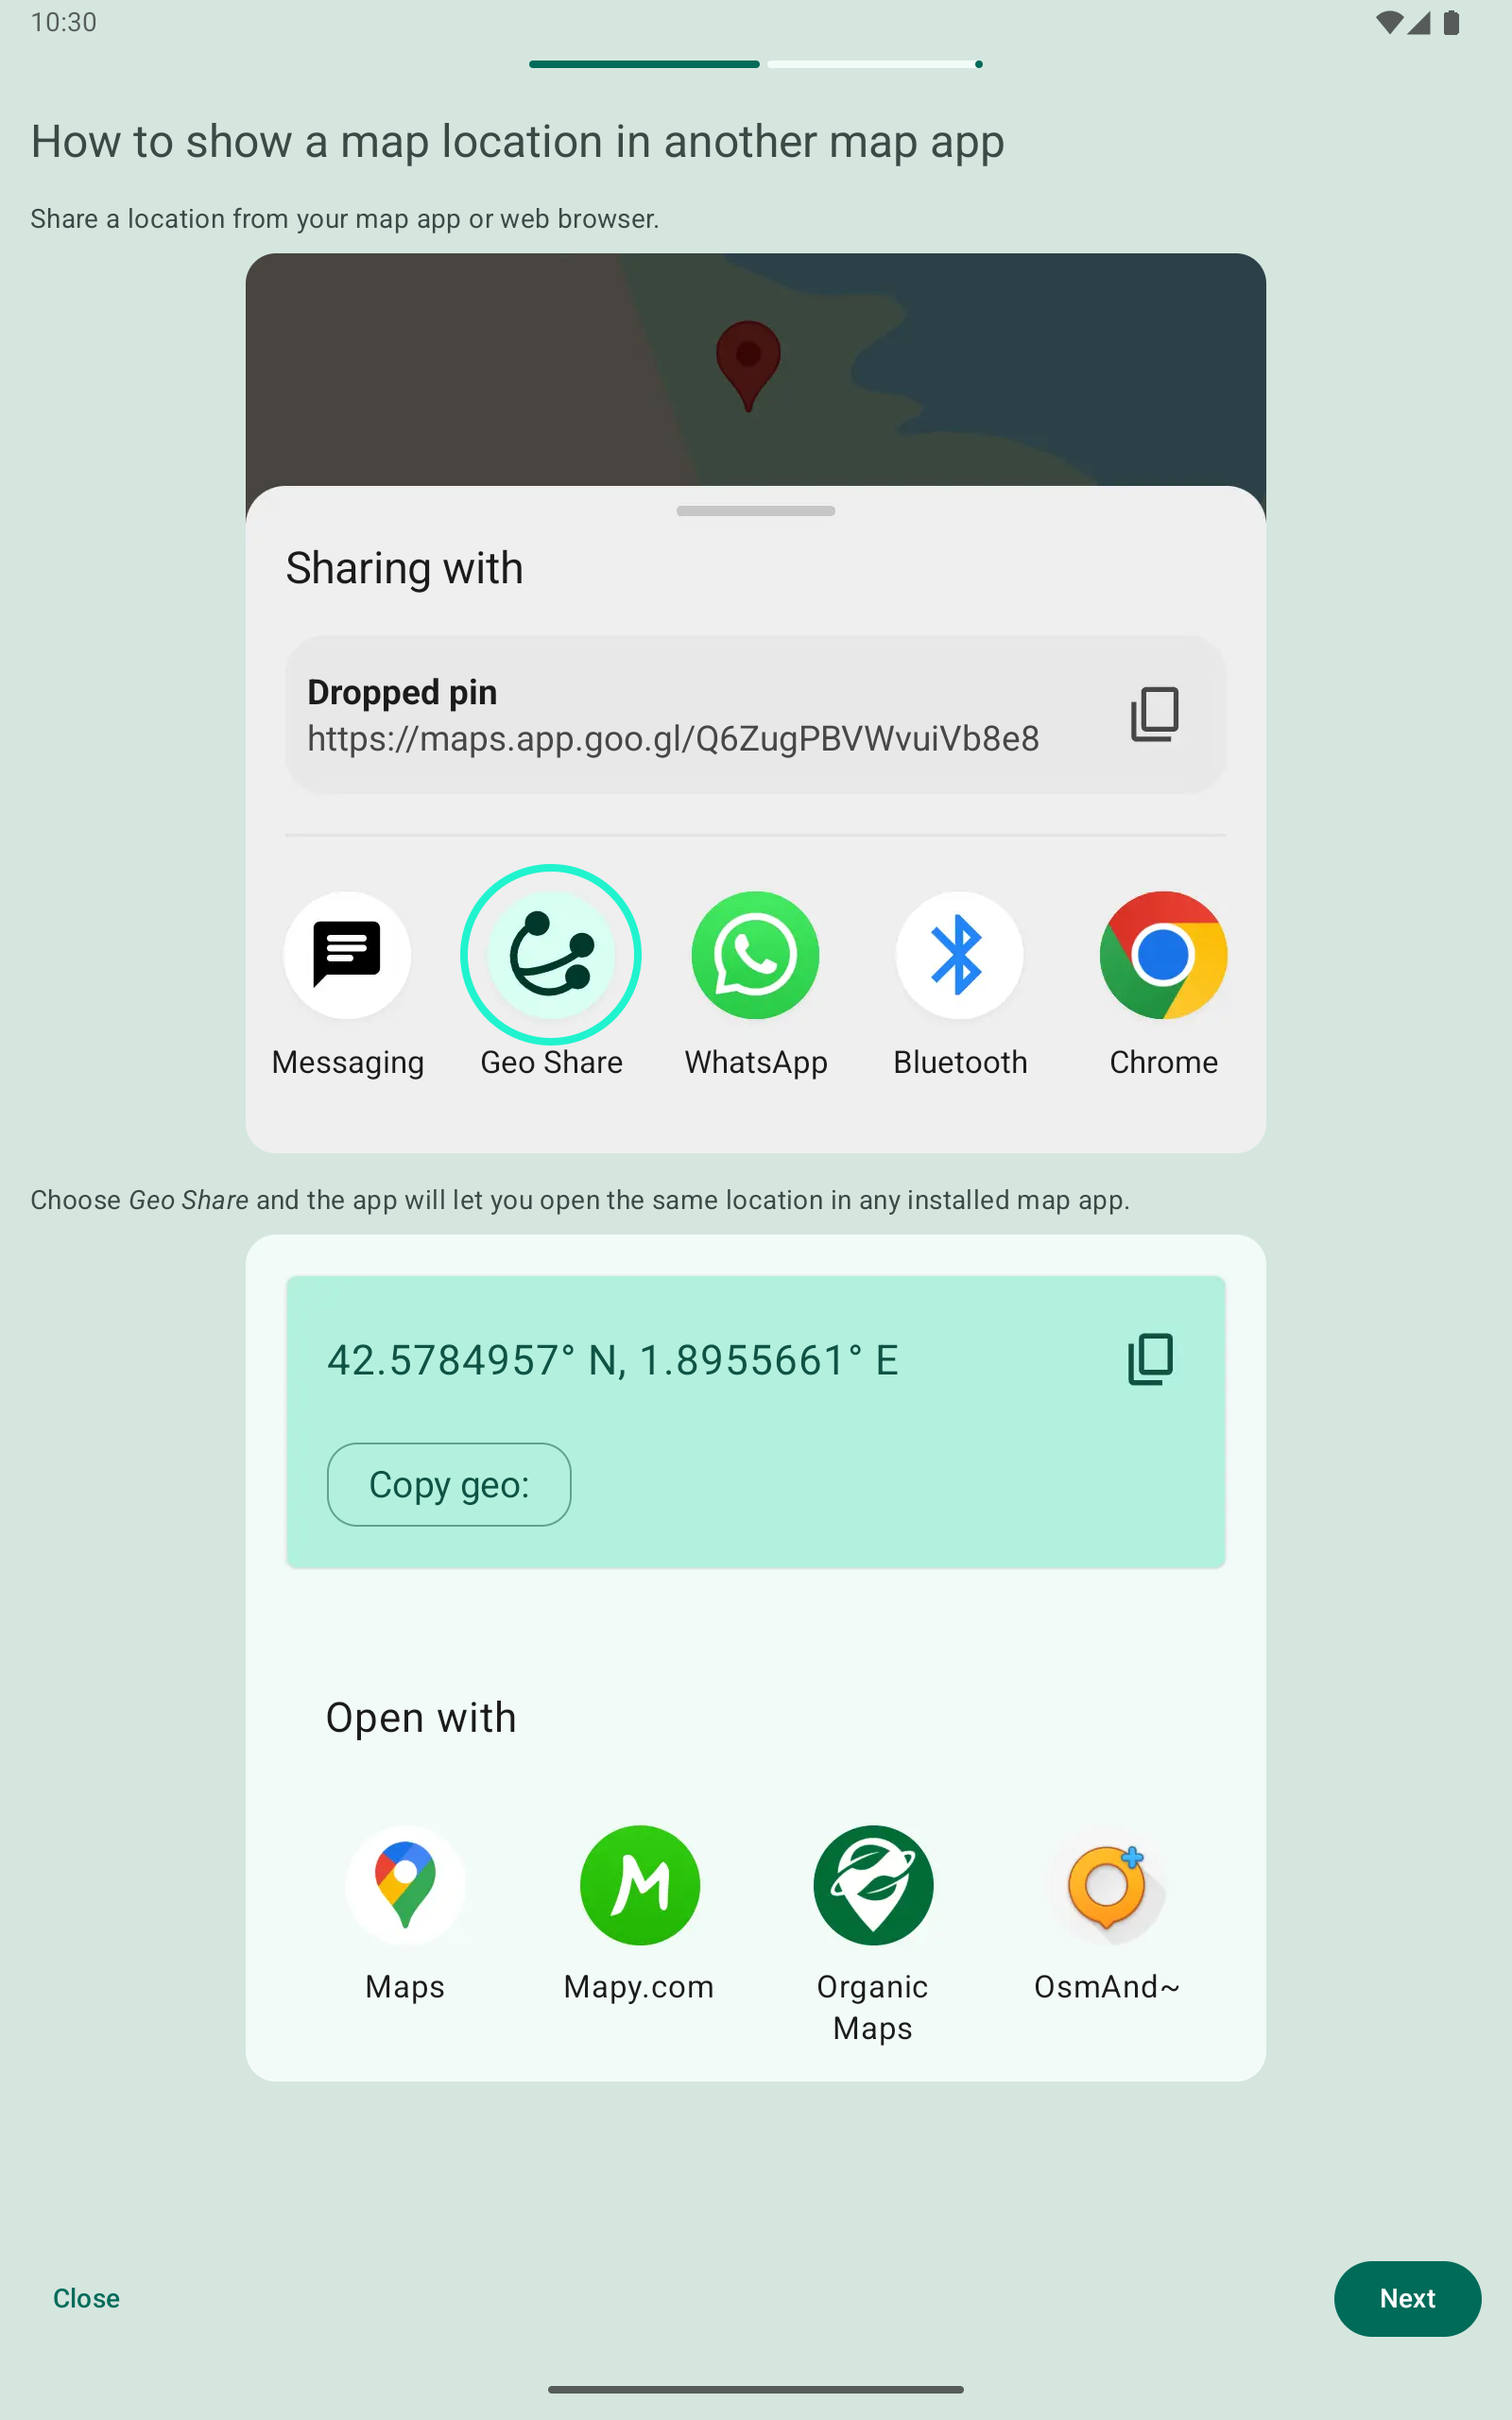 10:30
How to show a map location in another map app
Share a location from your map app or web browser.
Sharing with
Dropped pin
https://maps.app.goo.gl/Q6ZugPBVWvuiVb8e8
Messaging
Geo Share
WhatsApp
Bluetooth
Chrome
Choose Geo Share and the app will let you open the same location in any installed map app.
42.5784957° N, 1.8955661° E
Copy geo:
Open with
Maps
Mapy.com
Organic
Maps
OsmAnd~
Close
Next